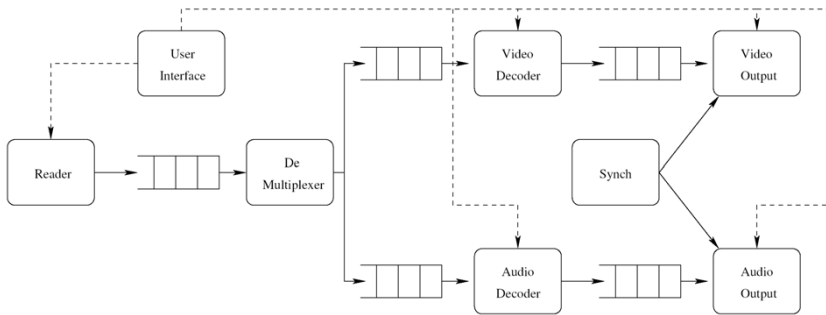 User
Interface
Video
Decoder
Video
Output
Reader
De
Multiplexer
Synch
Audio
Decoder
Audio
Output